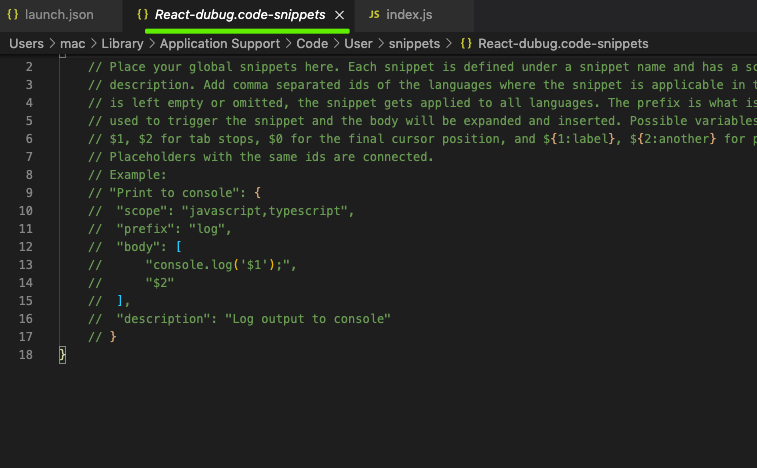 {} launch.json {} React-dubug.code-snippets × JS index.js
Users > mac > Library > Application Support > Code > User > snippets > {} React-dubug.code-snippets
2 // Place your global snippets here. Each snippet is defined under a snippet name and has a
3 // description. Add comma separated ids of the languages where the snippet is applicable in
4 // is left empty or omitted, the snippet gets applied to all languages. The prefix is what is
5 // used to trigger the snippet and the body will be expanded and inserted. Possible variables
6 // $1, $2 for tab stops, $0 for the final cursor position, and ${1:label}, ${2:another} for
7 // Placeholders with the same ids are connected.
8 // Example:
9 // "Print to console": {
10 // "scope": "javascript,typescript",
11 // "prefix": "log",
12 // "body": [
13 // "console.log('$1');",
14 // "$2"
15 // ],
16 // "description": "Log output to console"
17 // }
18 }